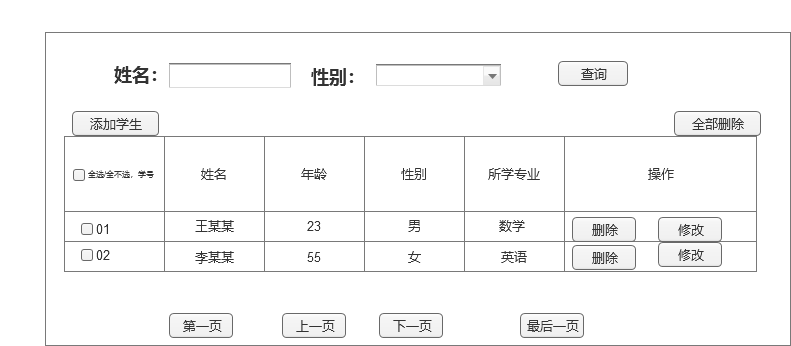 姓名： 性别： 查询
添加学生 全部删除
全选/全不选，学号 姓名 年龄 性别 所学专业 操作
01 王某某 23 男 数学 删除 修改
02 李某某 55 女 英语 删除 修改
第一页 上一页 下一页 最后一页